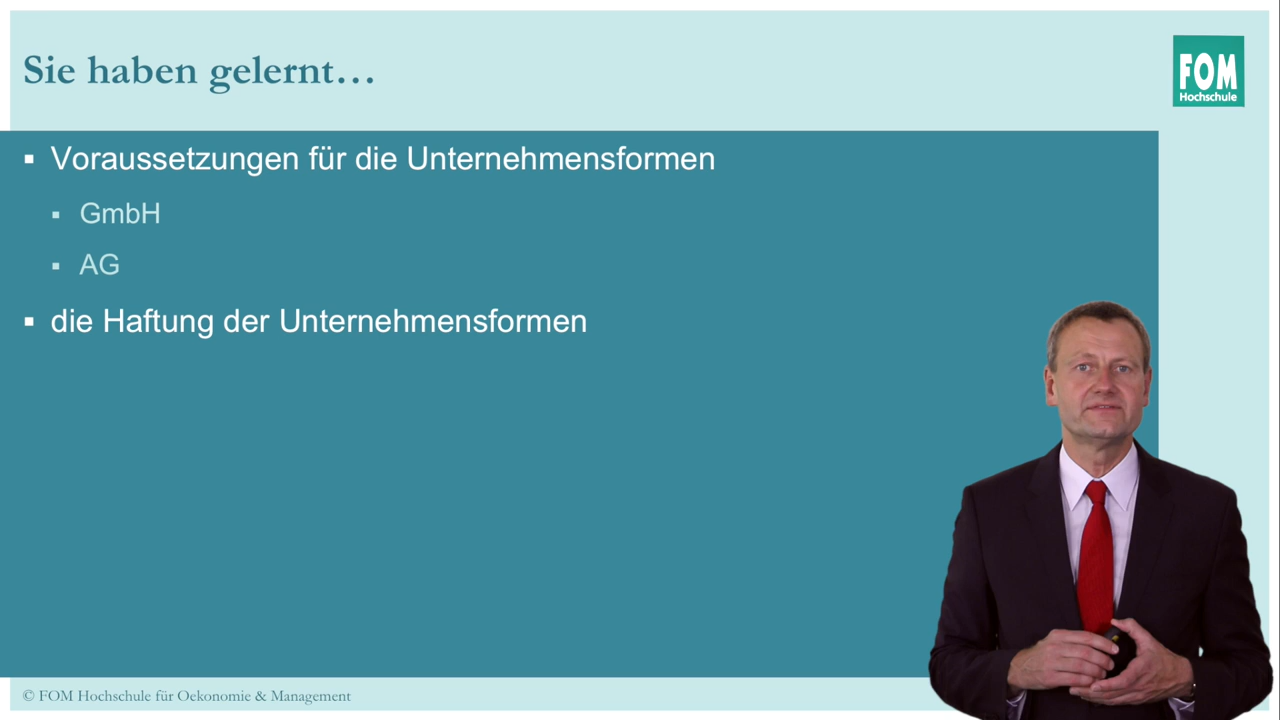 Sie haben gelernt…
FOM
Hochschule
▪ Voraussetzungen für die Unternehmensformen
▪ GmbH
▪ AG
▪ die Haftung der Unternehmensformen
© FOM Hochschule für Oekonomie & Management